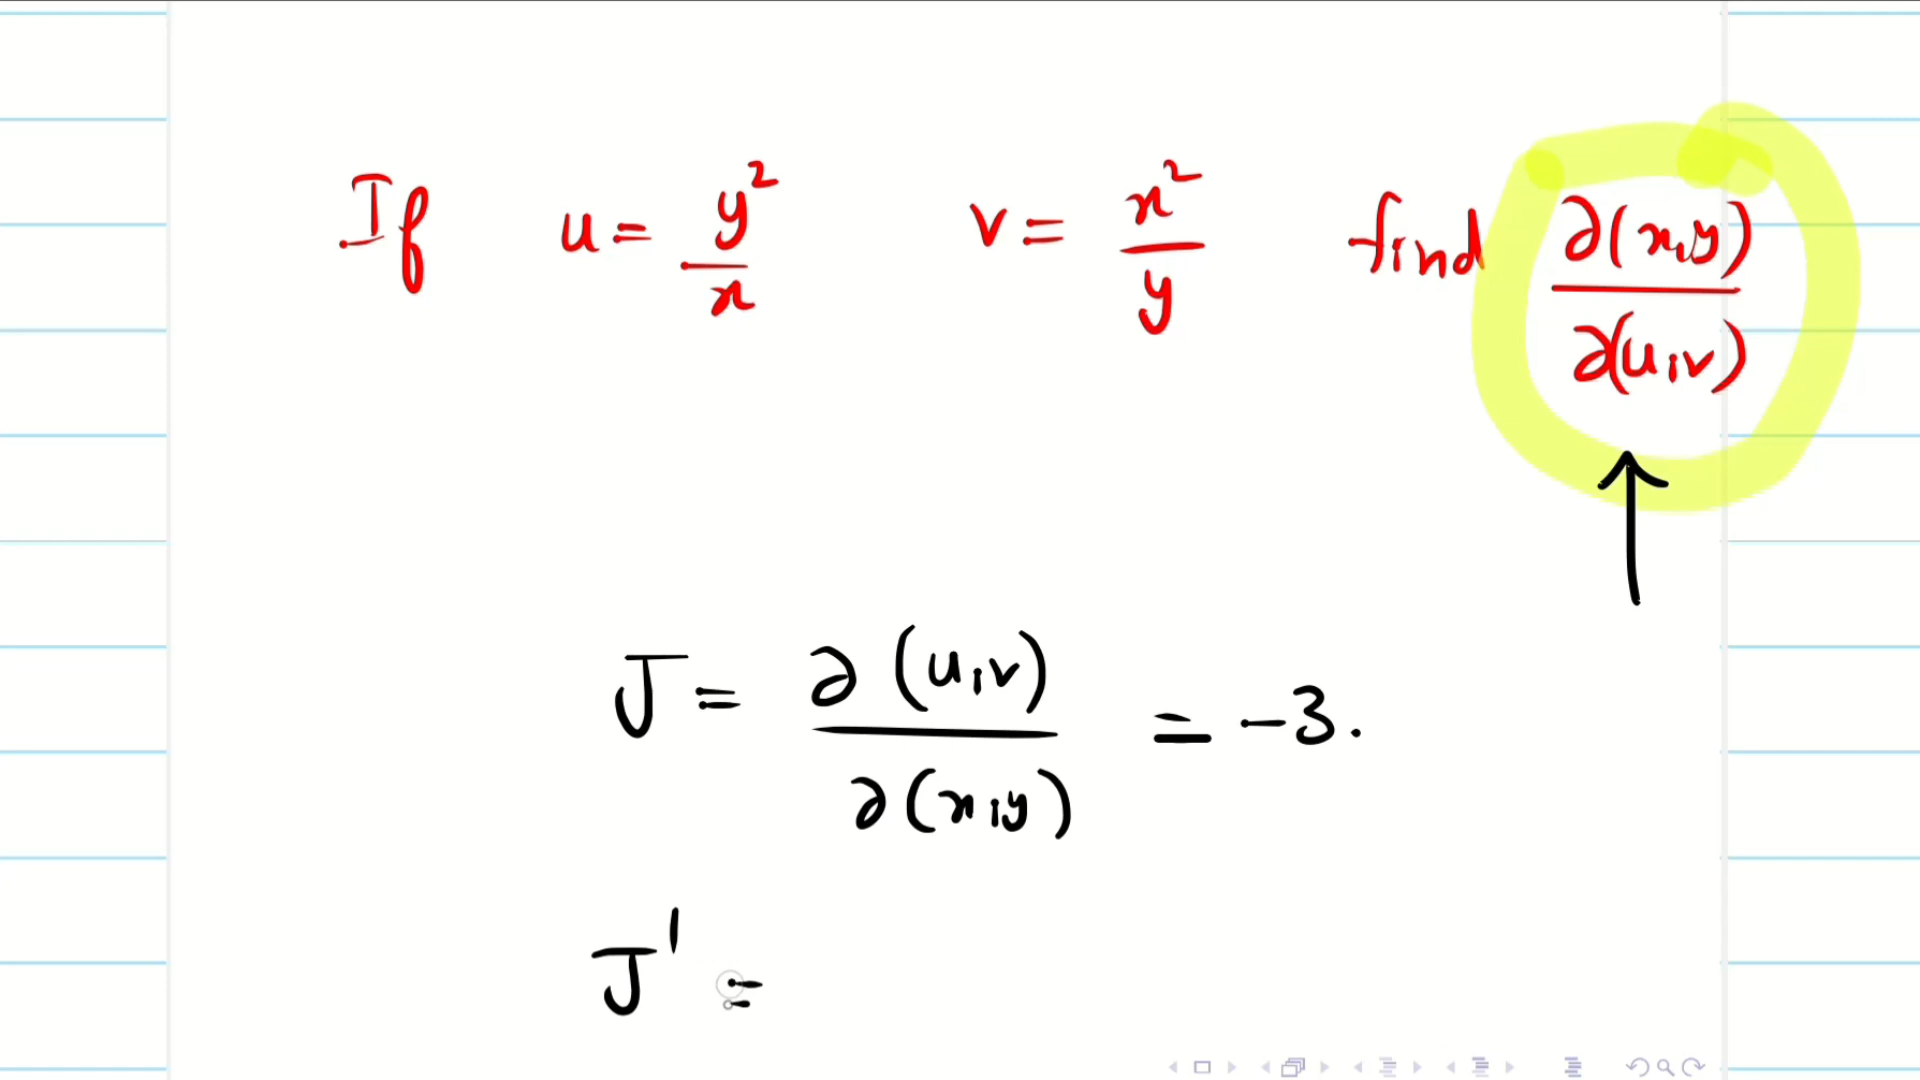 If u = y²/x v = x²/y find ∂(x,y)/∂(u,v)
J = ∂(u,v)/∂(x,y) = -3.
J' =